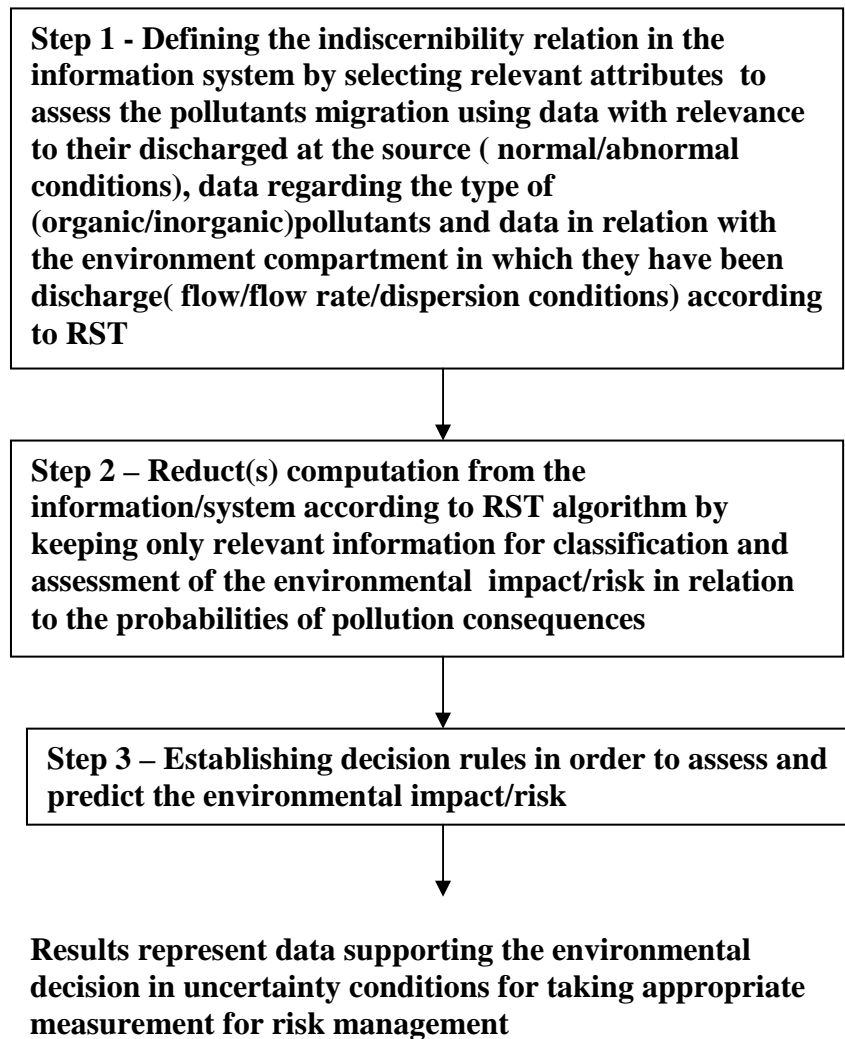 Step 1 - Defining the indiscernibility relation in the
information system by selecting relevant attributes  to
assess the pollutants migration using data with relevance
to their discharged at the source ( normal/abnormal
conditions), data regarding the type of
(organic/inorganic)pollutants and data in relation with
the environment compartment in which they have been
discharge( flow/flow rate/dispersion conditions) according
to RST
Step 2 – Reduct(s) computation from the
information/system according to RST algorithm by
keeping only relevant information for classification and
assessment of the environmental  impact/risk in relation
to the probabilities of pollution consequences
Step 3 – Establishing decision rules in order to assess and
predict the environmental impact/risk
Results represent data supporting the environmental
decision in uncertainty conditions for taking appropriate
measurement for risk management